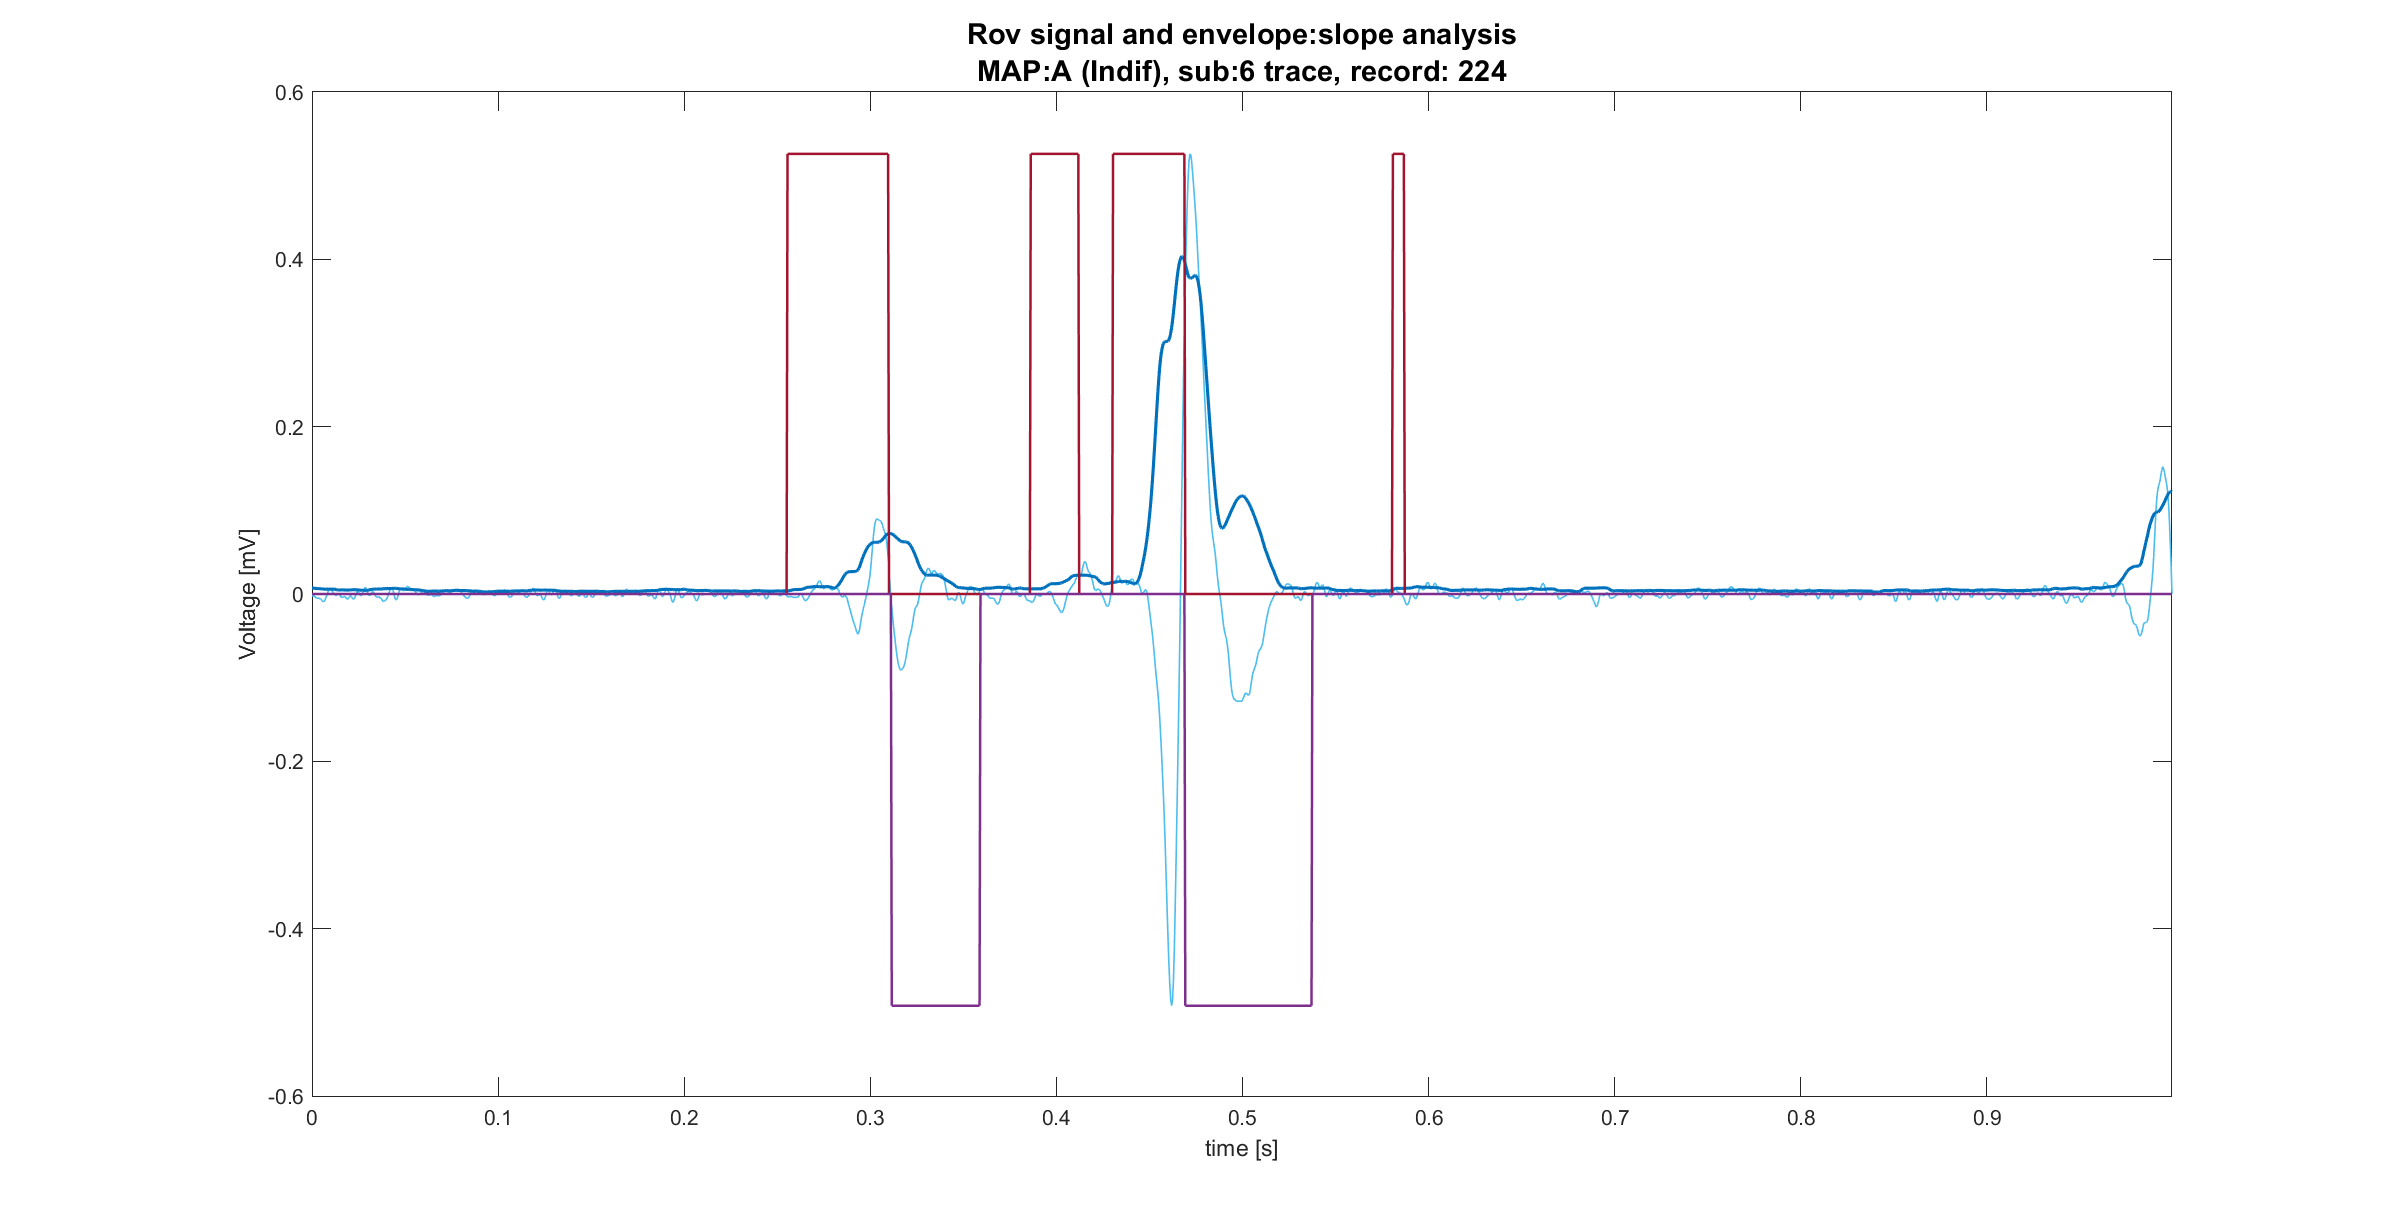 Rov signal and envelope:slope analysis
MAP:A (Indif), sub:6 trace, record: 224
0.6
0.4
0.2
0
-0.2
-0.4
-0.6
Voltage [mV]
0 0.1 0.2 0.3 0.4 0.5 0.6 0.7 0.8 0.9
time [s]